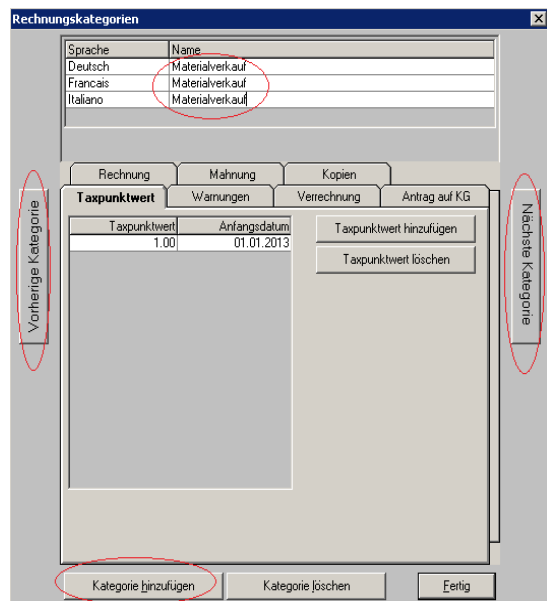 Rechnungskategorien
Sprache Name
Deutsch Materialverkauf
Francais Materialverkauf
Italiano Materialverkauf
Vorherige Kategorie
Nächste Kategorie
Rechnung Mahnung Kopien
Taxpunktwert Warnungen Verrechnung Antrag auf KG
Taxpunktwert Anfangsdatum
1.00 01.01.2013
Taxpunktwert hinzufügen
Taxpunktwert löschen
Kategorie hinzufügen Kategorie löschen Fertig